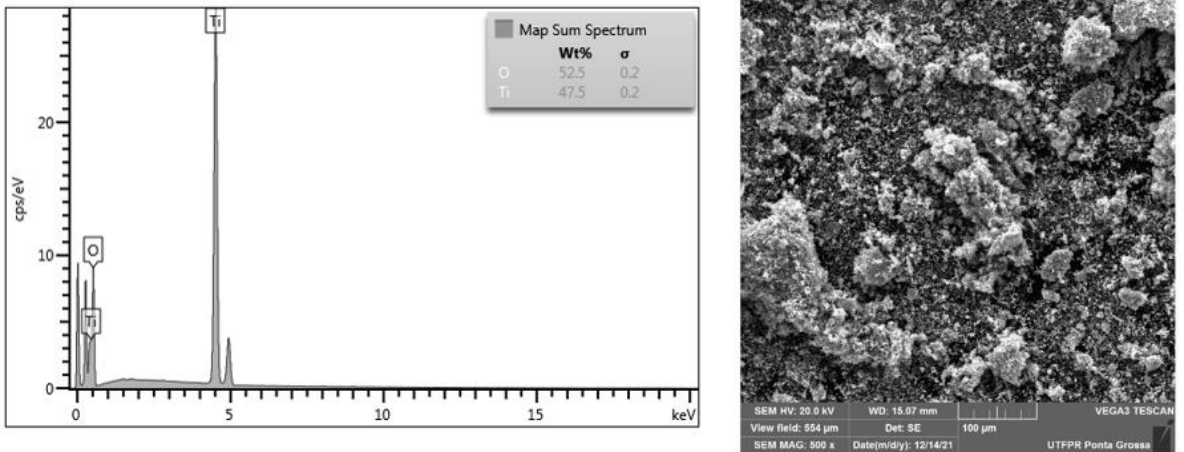 Map Sum Spectrum
Wt% σ
O 52.5 0.2
Ti 47.5 0.2
Ti
O
Ti
cps/eV
20
10
0
0 5 10 15 keV
SEM HV: 20.0 kV WD: 15.07 mm VEGA3 TESCAN
View field: 554 µm Det: SE 100 µm
SEM MAG: 500 x Date(m/d/y): 12/14/21 UTFPR Ponta Grossa